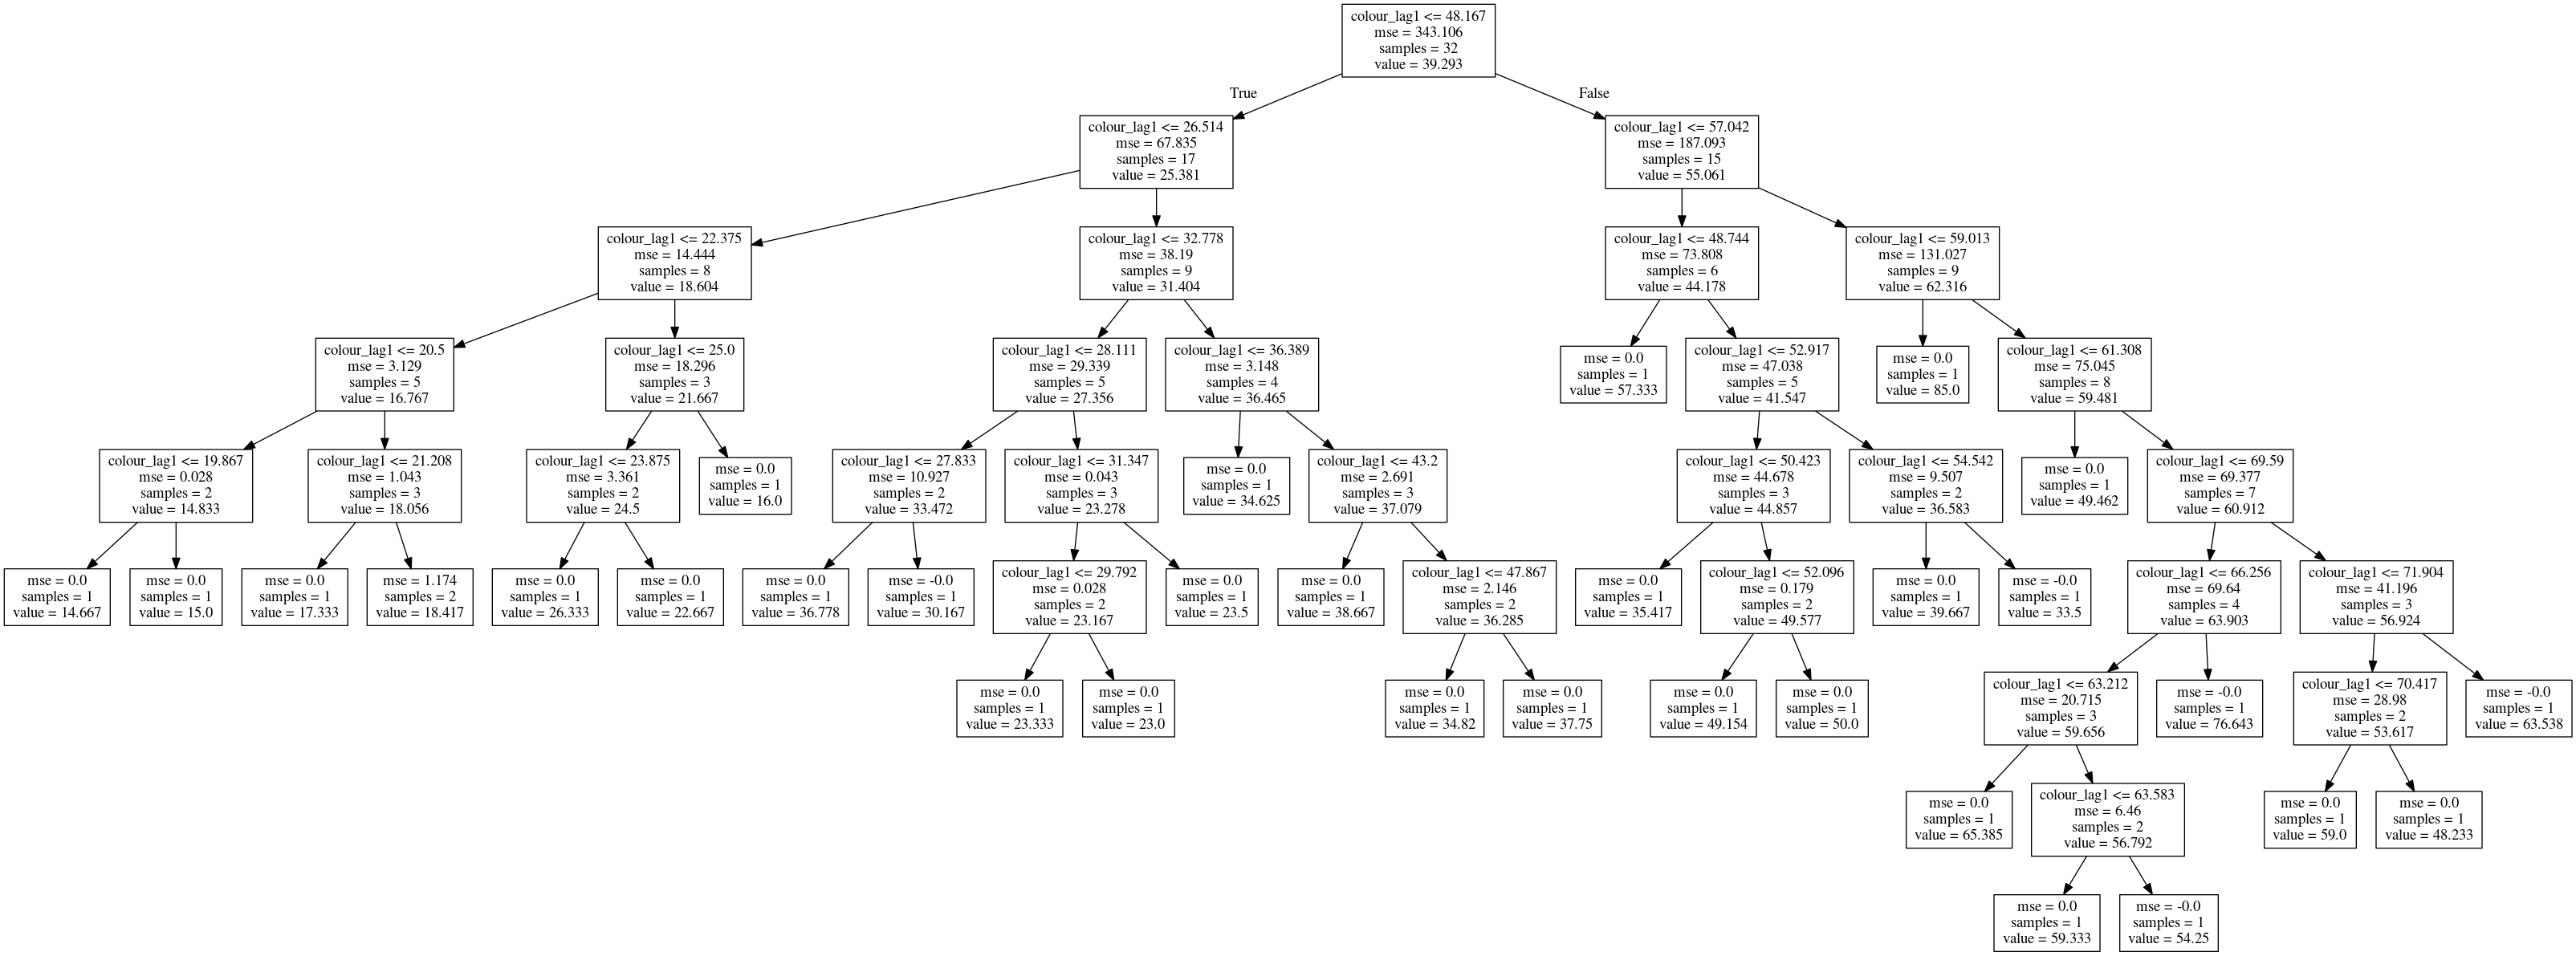 colour_lag1 <= 48.167
mse = 343.106
samples = 32
value = 39.293
True
False
colour_lag1 <= 26.514
mse = 67.835
samples = 17
value = 25.381
colour_lag1 <= 57.042
mse = 187.093
samples = 15
value = 55.061
colour_lag1 <= 22.375
mse = 14.444
samples = 8
value = 18.604
colour_lag1 <= 32.778
mse = 38.19
samples = 9
value = 31.404
colour_lag1 <= 48.744
mse = 73.808
samples = 6
value = 44.178
colour_lag1 <= 59.013
mse = 131.027
samples = 9
value = 62.316
colour_lag1 <= 20.5
mse = 3.129
samples = 5
value = 16.767
colour_lag1 <= 25.0
mse = 18.296
samples = 3
value = 21.667
colour_lag1 <= 28.111
mse = 29.339
samples = 5
value = 27.356
colour_lag1 <= 36.389
mse = 3.148
samples = 4
value = 36.465
mse = 0.0
samples = 1
value = 57.333
colour_lag1 <= 52.917
mse = 47.038
samples = 5
value = 41.547
mse = 0.0
samples = 1
value = 85.0
colour_lag1 <= 61.308
mse = 75.045
samples = 8
value = 59.481
colour_lag1 <= 19.867
mse = 0.028
samples = 2
value = 14.833
colour_lag1 <= 21.208
mse = 1.043
samples = 3
value = 18.056
colour_lag1 <= 23.875
mse = 3.361
samples = 2
value = 24.5
mse = 0.0
samples = 1
value = 16.0
colour_lag1 <= 27.833
mse = 10.927
samples = 2
value = 33.472
colour_lag1 <= 31.347
mse = 0.043
samples = 3
value = 23.278
mse = 0.0
samples = 1
value = 34.625
colour_lag1 <= 43.2
mse = 2.691
samples = 3
value = 37.079
colour_lag1 <= 50.423
mse = 44.678
samples = 3
value = 44.857
colour_lag1 <= 54.542
mse = 9.507
samples = 2
value = 36.583
mse = 0.0
samples = 1
value = 49.462
colour_lag1 <= 69.59
mse = 69.377
samples = 7
value = 60.912
mse = 0.0
samples = 1
value = 14.667
mse = 0.0
samples = 1
value = 15.0
mse = 0.0
samples = 1
value = 17.333
mse = 1.174
samples = 2
value = 18.417
mse = 0.0
samples = 1
value = 26.333
mse = 0.0
samples = 1
value = 22.667
mse = 0.0
samples = 1
value = 36.778
mse = -0.0
samples = 1
value = 30.167
colour_lag1 <= 29.792
mse = 0.028
samples = 2
value = 23.167
mse = 0.0
samples = 1
value = 23.5
mse = 0.0
samples = 1
value = 38.667
colour_lag1 <= 47.867
mse = 2.146
samples = 2
value = 36.285
mse = 0.0
samples = 1
value = 35.417
colour_lag1 <= 52.096
mse = 0.179
samples = 2
value = 49.577
mse = 0.0
samples = 1
value = 39.667
mse = -0.0
samples = 1
value = 33.5
colour_lag1 <= 66.256
mse = 69.64
samples = 4
value = 63.903
colour_lag1 <= 71.904
mse = 41.196
samples = 3
value = 56.924
mse = 0.0
samples = 1
value = 23.333
mse = 0.0
samples = 1
value = 23.0
mse = 0.0
samples = 1
value = 34.82
mse = 0.0
samples = 1
value = 37.75
mse = 0.0
samples = 1
value = 49.154
mse = 0.0
samples = 1
value = 50.0
colour_lag1 <= 63.212
mse = 20.715
samples = 3
value = 59.656
mse = -0.0
samples = 1
value = 76.643
colour_lag1 <= 70.417
mse = 28.98
samples = 2
value = 53.617
mse = -0.0
samples = 1
value = 63.538
mse = 0.0
samples = 1
value = 65.385
colour_lag1 <= 63.583
mse = 6.46
samples = 2
value = 56.792
mse = 0.0
samples = 1
value = 59.0
mse = 0.0
samples = 1
value = 48.233
mse = 0.0
samples = 1
value = 59.333
mse = -0.0
samples = 1
value = 54.25